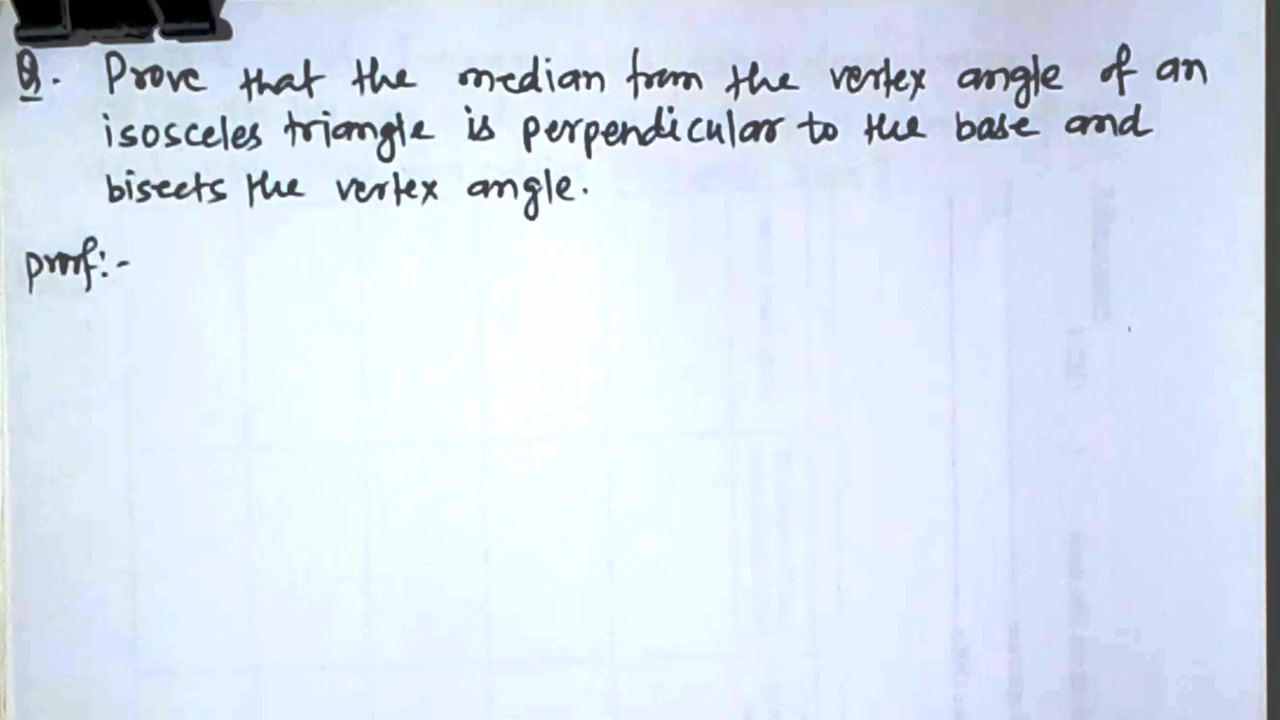 Q. Prove that the median from the vertex angle of an
isosceles triangle is perpendicular to the base and
bisects the vertex angle.
proof:-